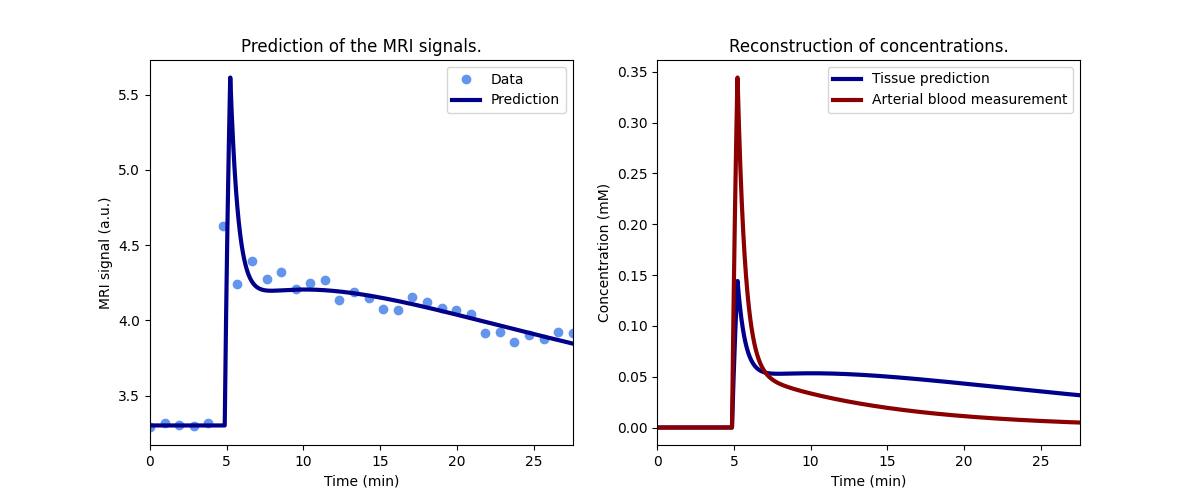 Prediction of the MRI signals.
Data
Prediction
MRI signal (a.u.)
5.5
5.0
4.5
4.0
3.5
0
5
10
15
20
25
Time (min)
Reconstruction of concentrations.
Tissue prediction
Arterial blood measurement
Concentration (mM)
0.35
0.30
0.25
0.20
0.15
0.10
0.05
0.00
0
5
10
15
20
25
Time (min)